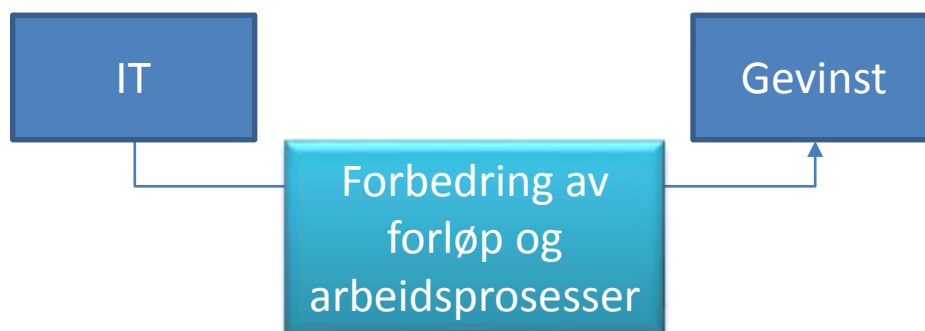 IT
Gevinst
Forbedring av
forløp og
arbeidsprosesser